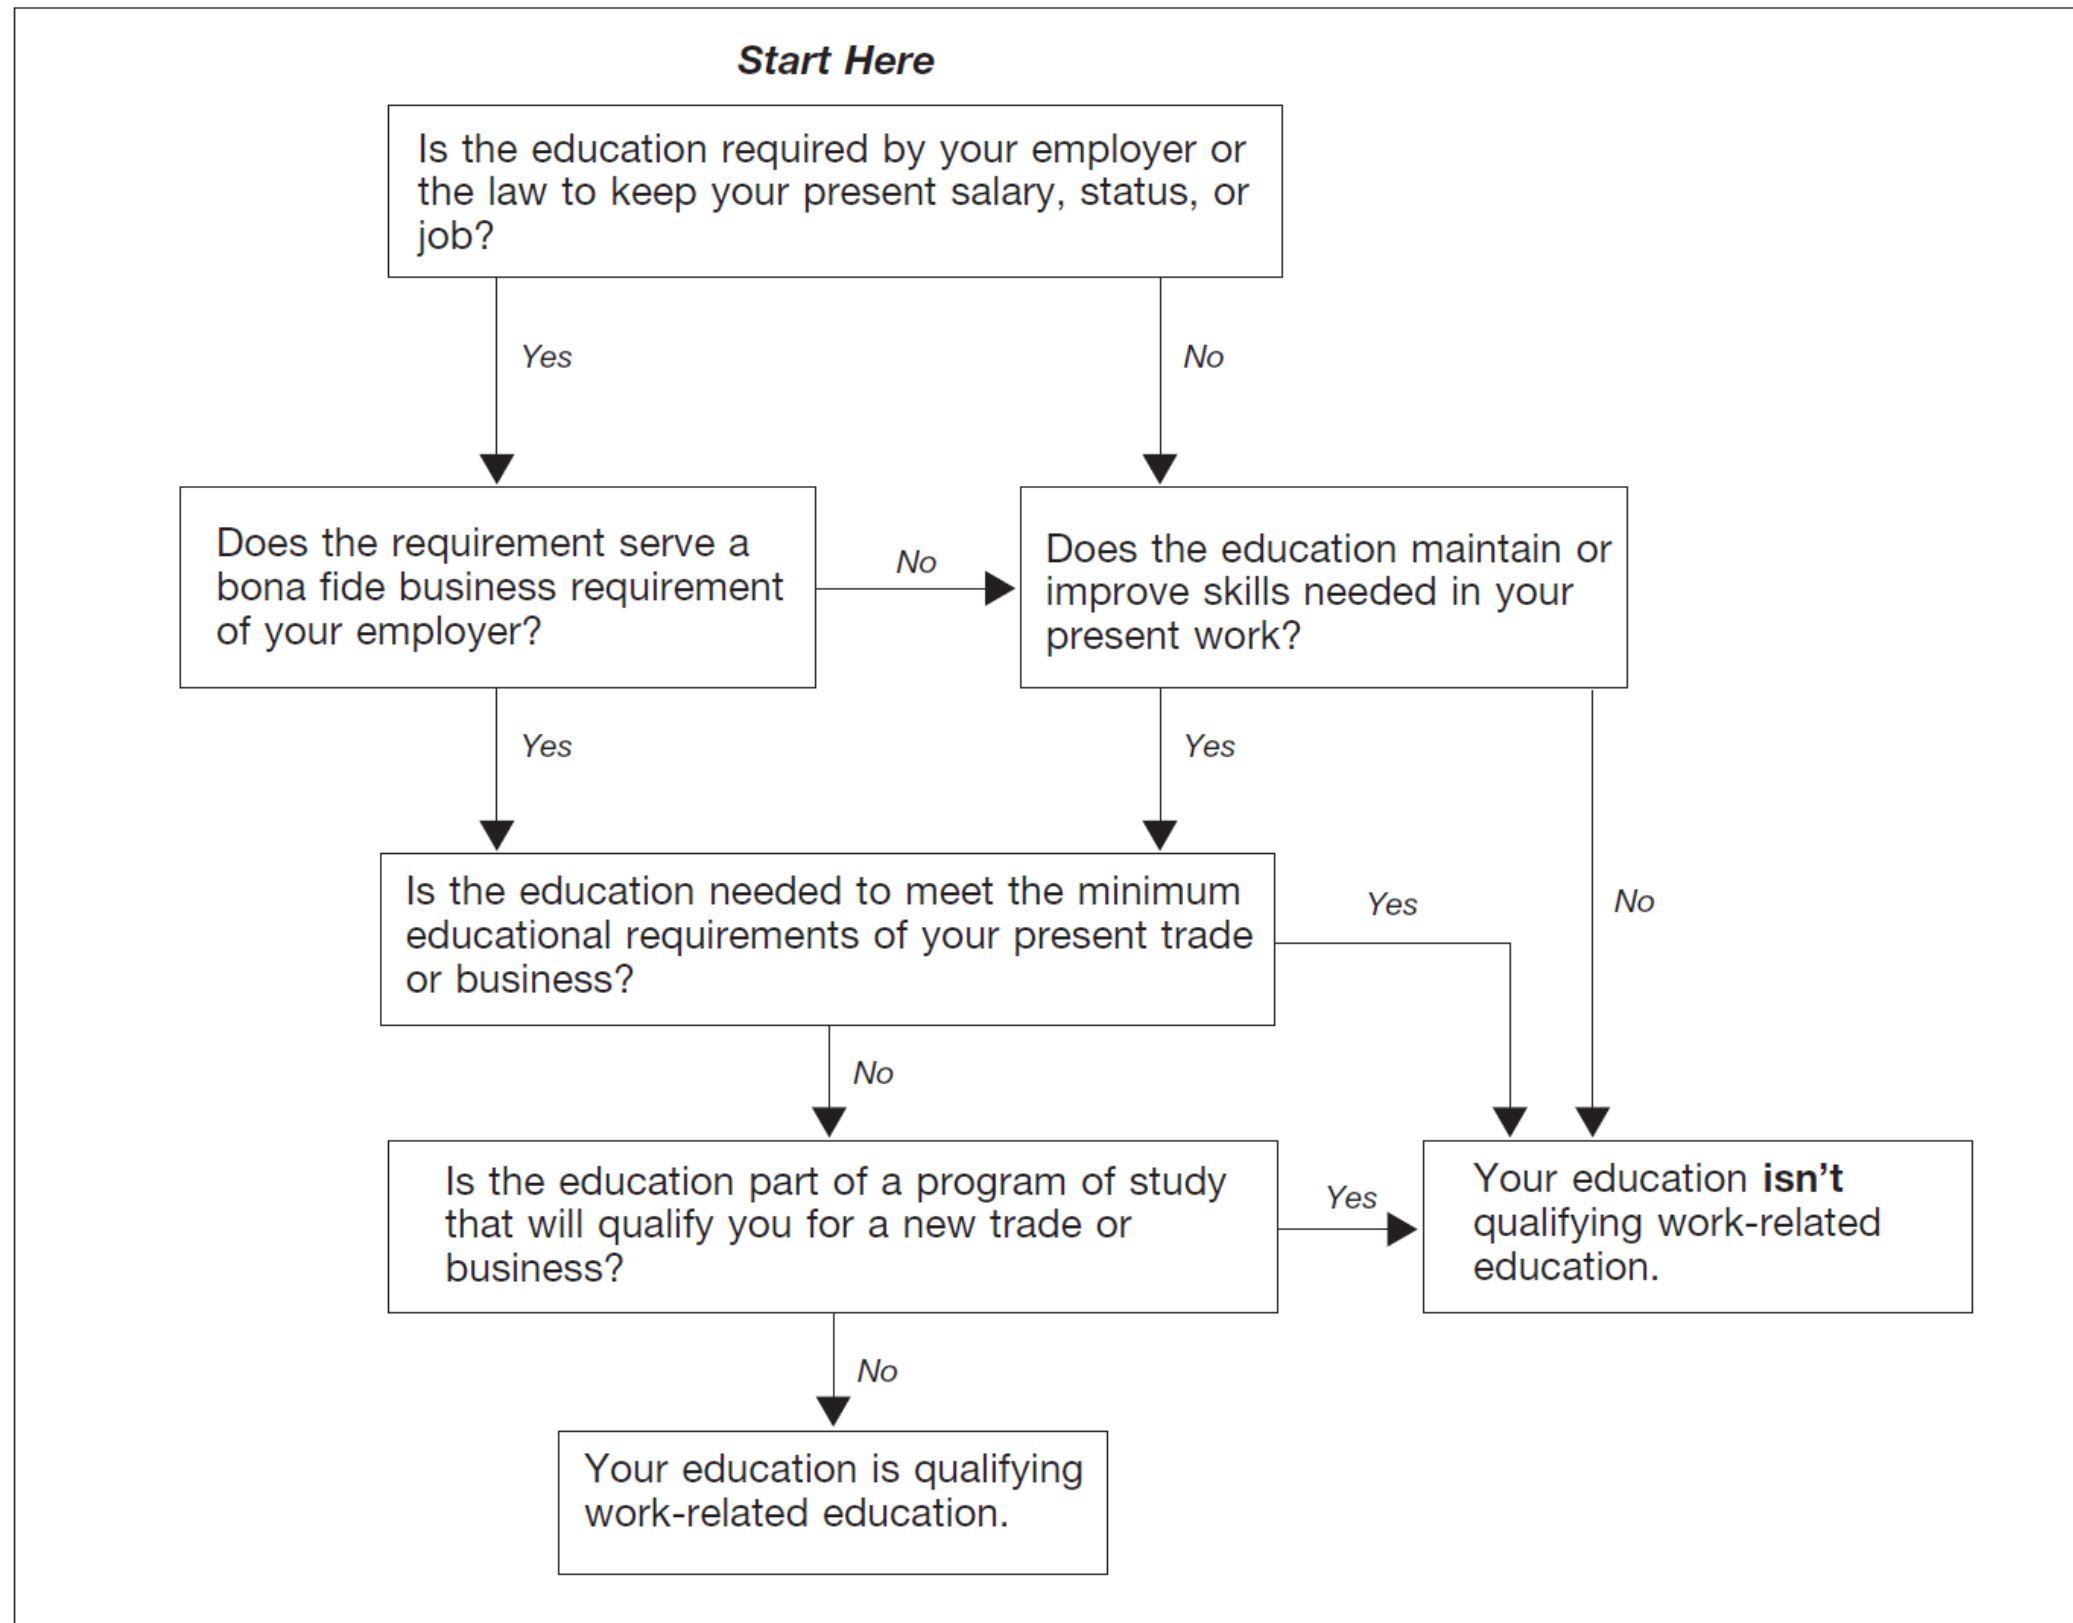 Start Here
Is the education required by your employer or
the law to keep your present salary, status, or
job?
Yes
No
Does the requirement serve a
bona fide business requirement
of your employer?
No
Does the education maintain or
improve skills needed in your
present work?
Yes
Yes
Is the education needed to meet the minimum
educational requirements of your present trade
or business?
Yes
No
No
Is the education part of a program of study
that will qualify you for a new trade or
business?
Yes
Your education isn’t
qualifying work-related
education.
No
Your education is qualifying
work-related education.